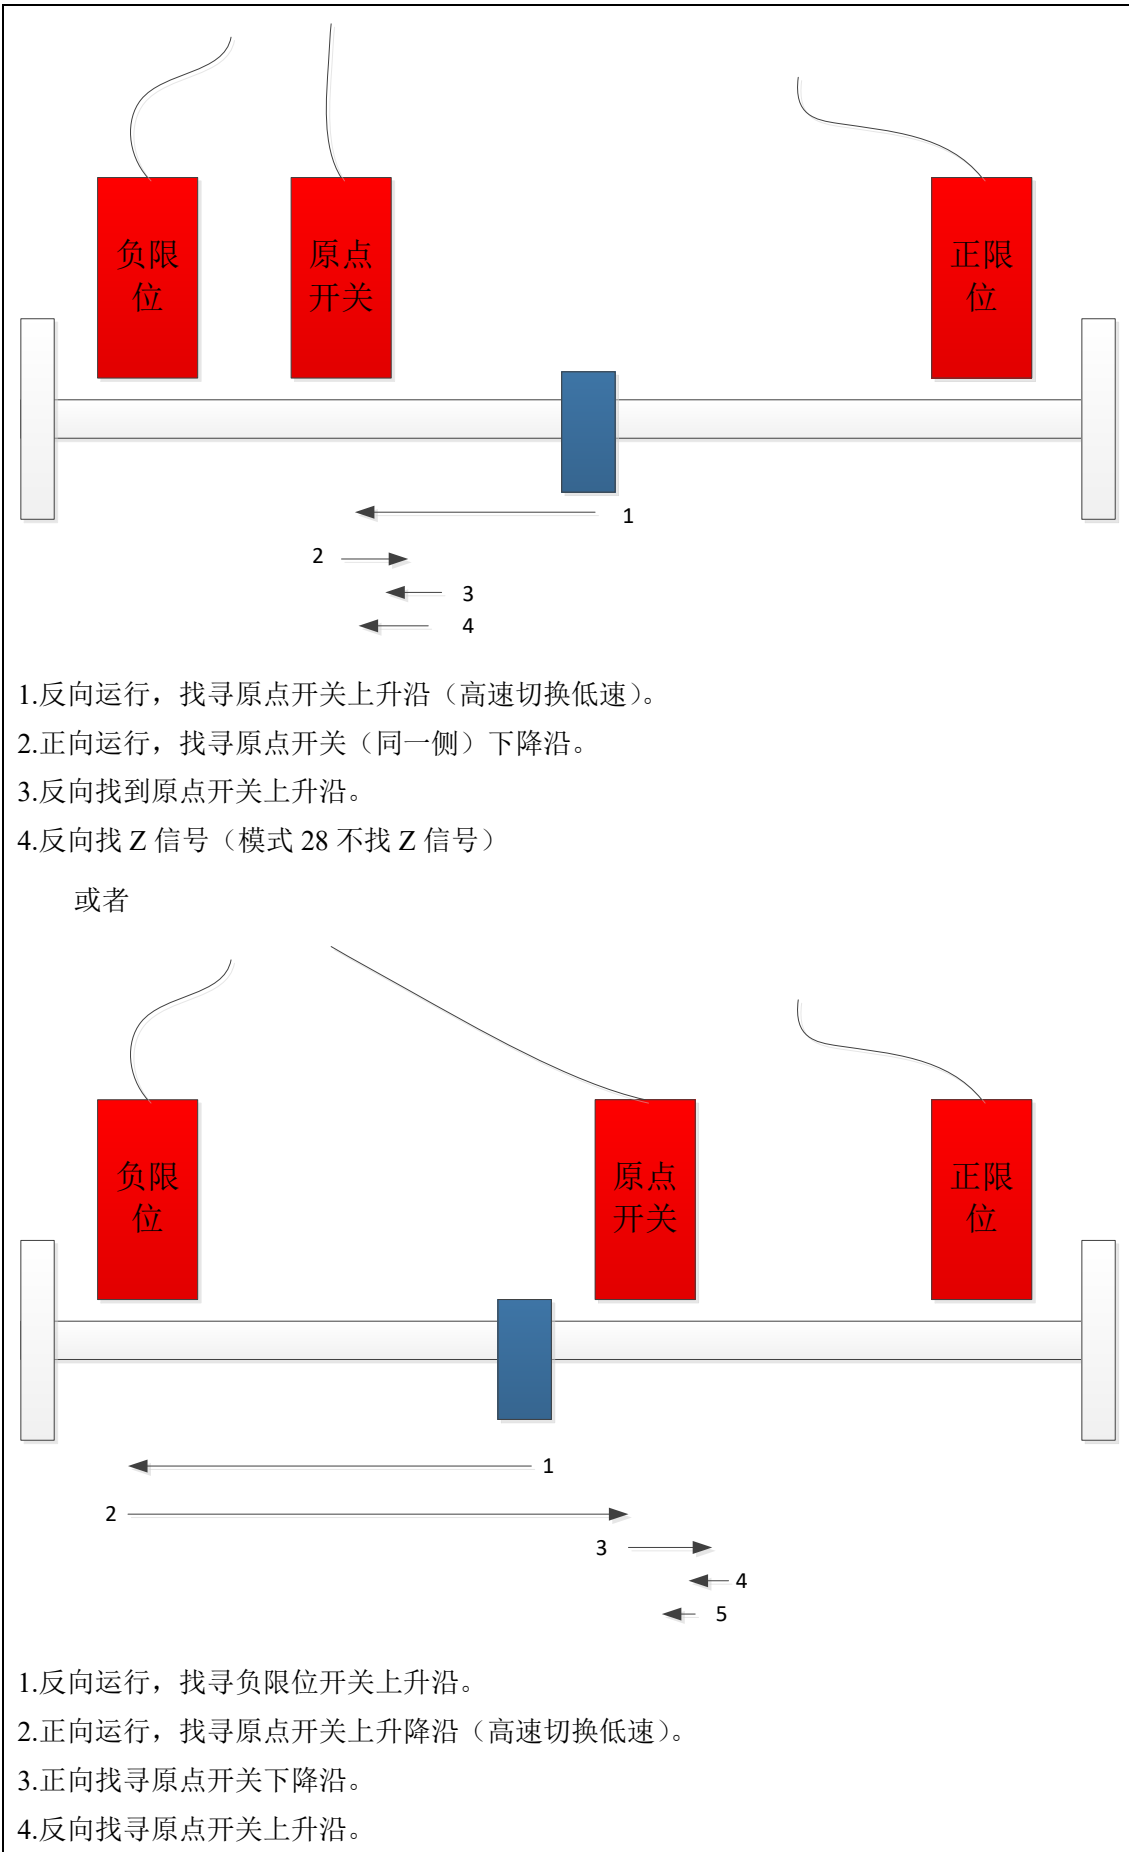 负限
位
原点
开关
正限
位
1
2
3
4
1.反向运行，找寻原点开关上升沿（高速切换低速）。
2.正向运行，找寻原点开关（同一侧）下降沿。
3.反向找到原点开关上升沿。
4.反向找 Z 信号（模式 28 不找 Z 信号）
或者
负限
位
原点
开关
正限
位
1
2
3
4
5
1.反向运行，找寻负限位开关上升沿。
2.正向运行，找寻原点开关上升降沿（高速切换低速）。
3.正向找寻原点开关下降沿。
4.反向找寻原点开关上升沿。